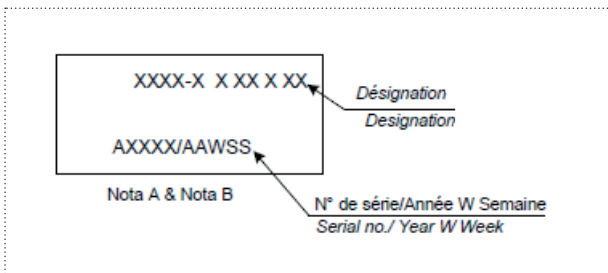 XXXX-X X XX X XX
Désignation
Designation
AXXXX/AAWSS
Nota A & Nota B
N° de série/Année W Semaine
Serial no./ Year W Week